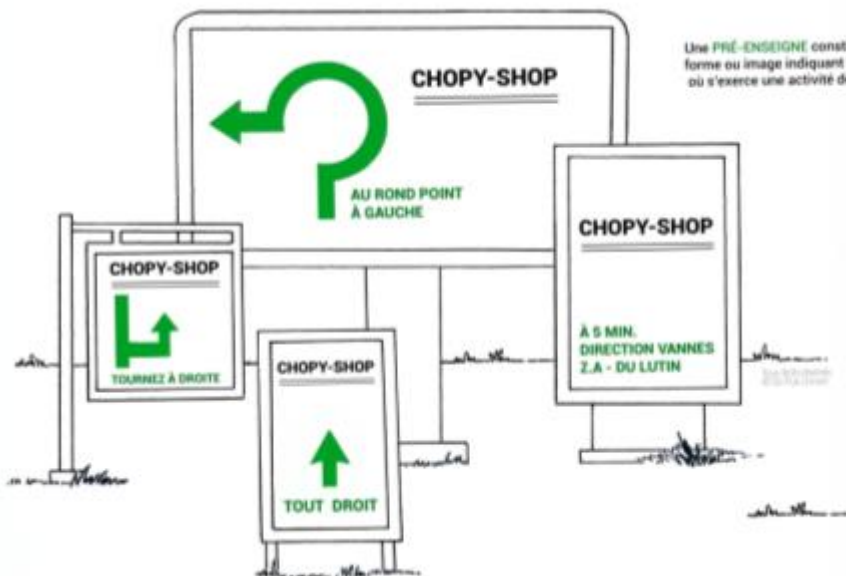 CHOPY-SHOP
AU ROND POINT
À GAUCHE
Une PRÉ-ENSEIGNE const
forme ou image indiquant
où s'exerce une activité d
CHOPY-SHOP
TOURNEZ À DROITE
CHOPY-SHOP
TOUT DROIT
CHOPY-SHOP
À 5 MIN.
DIRECTION VANNES
Z.A - DU LUTIN